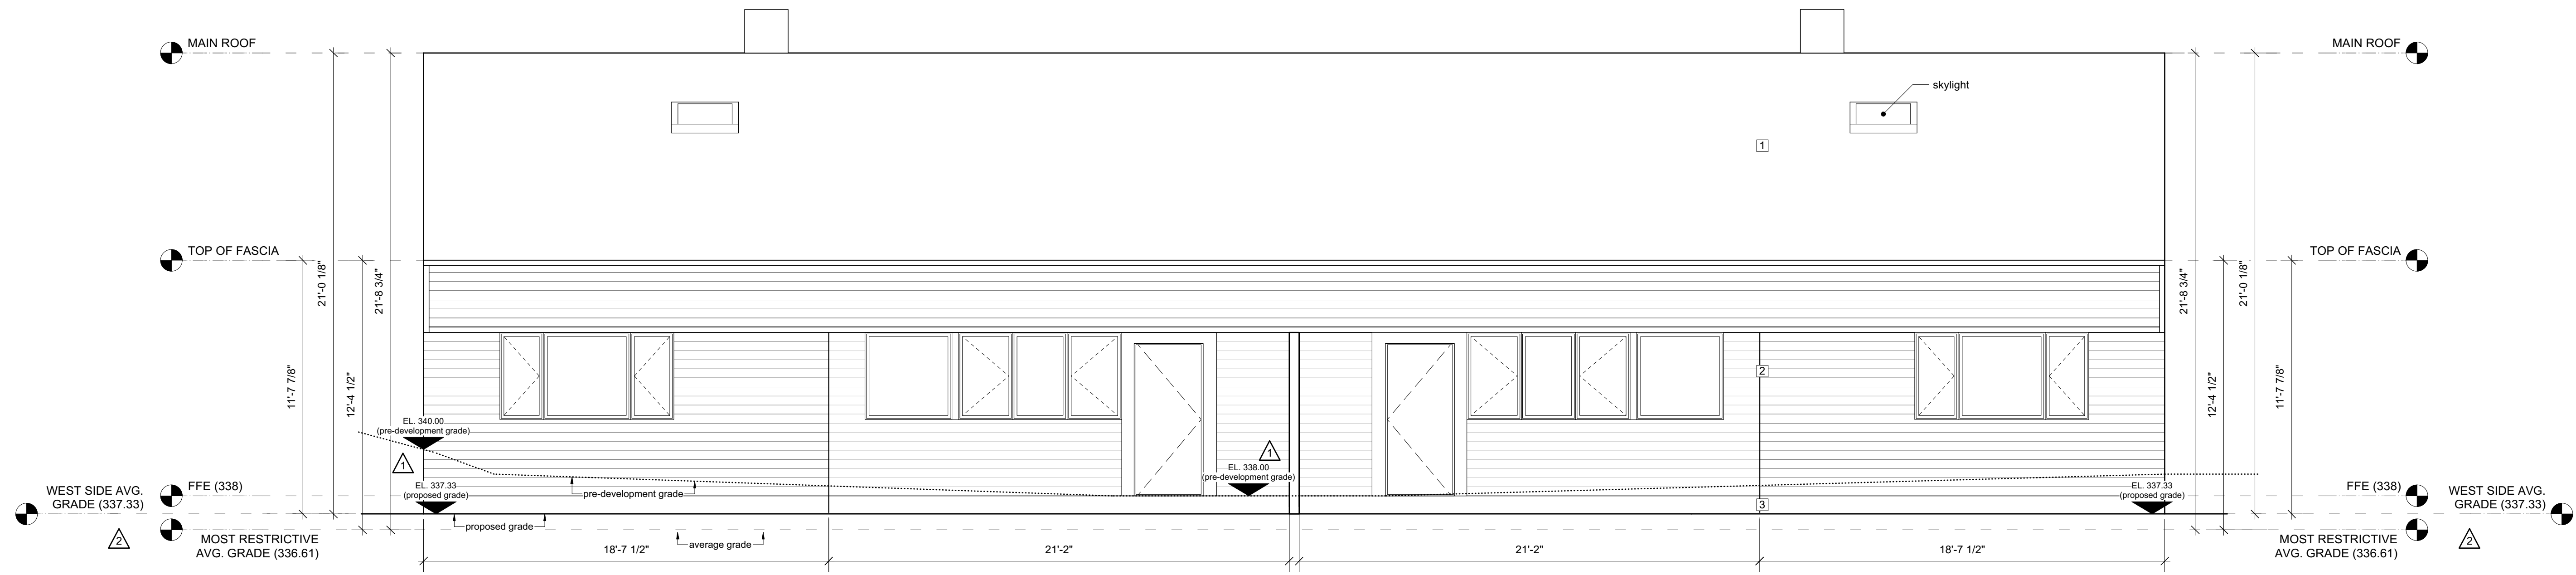 MAIN ROOF
MAIN ROOF
skylight
1
TOP OF FASCIA
TOP OF FASCIA
21'-0 1/8"
21'-8 3/4"
21'-8 3/4"
21'-0 1/8"
11'-7 7/8"
12'-4 1/2"
12'-4 1/2"
11'-7 7/8"
2
EL. 340.00
(pre-development grade)
1
1
EL. 338.00
(pre-development grade)
WEST SIDE AVG.
GRADE (337.33)
FFE (338)
EL. 337.33
(proposed grade)
pre-development grade
EL. 337.33
(proposed grade)
FFE (338)
WEST SIDE AVG.
GRADE (337.33)
3
proposed grade
2
MOST RESTRICTIVE
AVG. GRADE (336.61)
average grade
MOST RESTRICTIVE
AVG. GRADE (336.61)
2
18'-7 1/2"
21'-2"
21'-2"
18'-7 1/2"